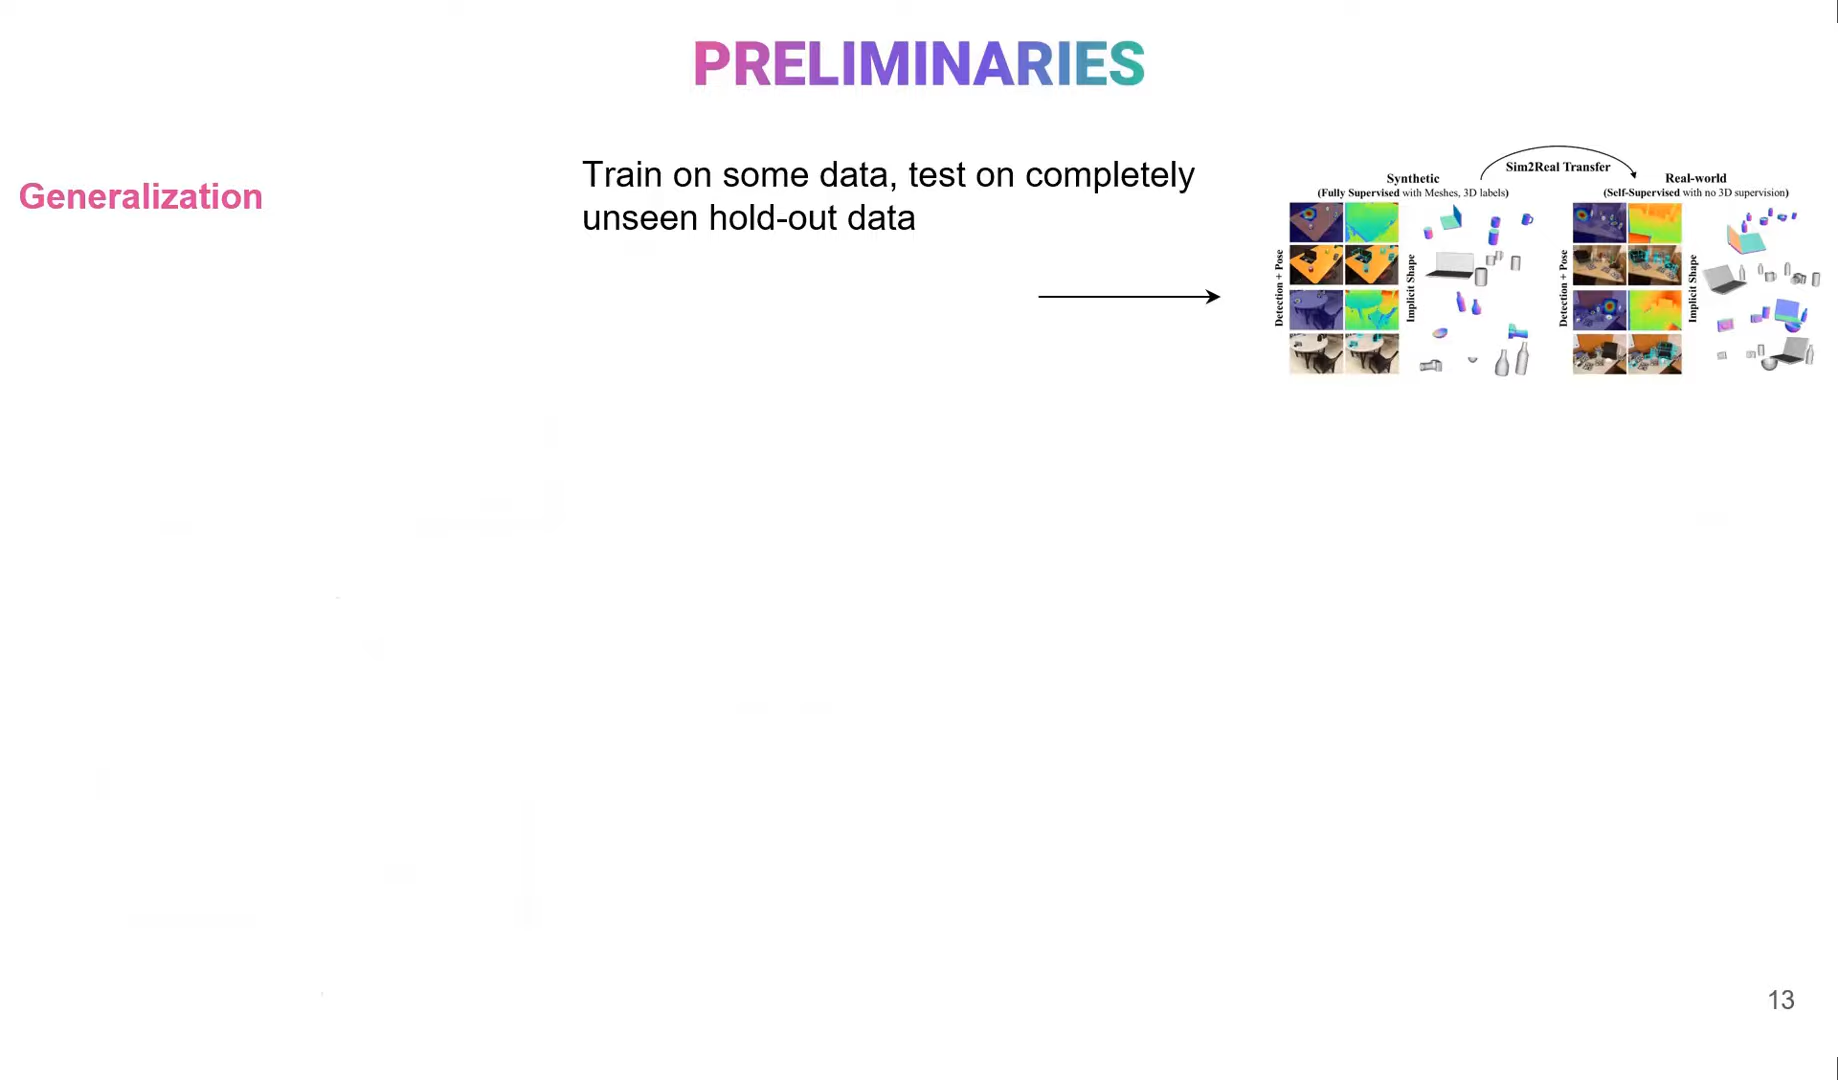 PRELIMINARIES
Generalization
Train on some data, test on completely
unseen hold-out data
Sim2Real Transfer
Synthetic
(Fully Supervised with Meshes, 3D labels)
Real-world
(Self-Supervised with no 3D supervision)
Detection + Pose
Implicit Shape
Detection + Pose
Implicit Shape
13